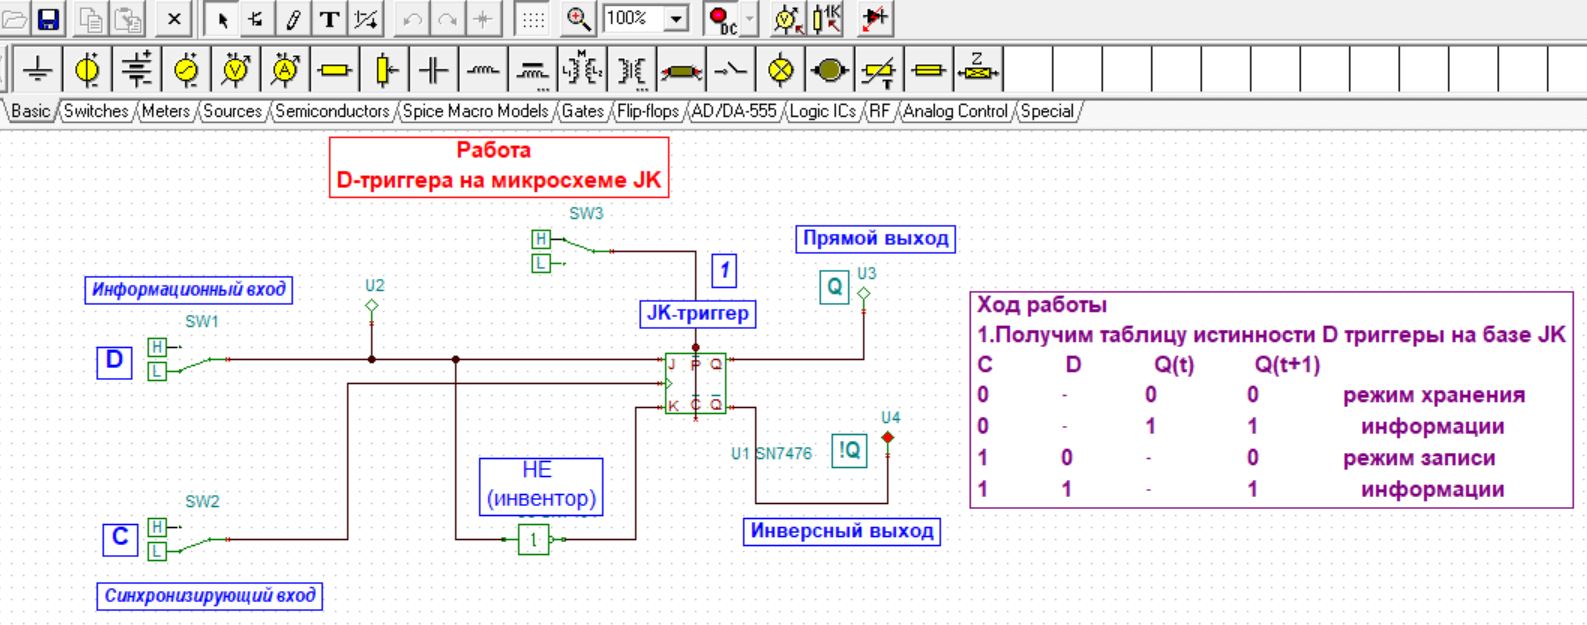 100%
DC
1K
T
M
Z
Basic Switches Meters Sources Semiconductors Spice Macro Models Gates Flip-flops AD/DA-555 Logic ICs RF Analog Control Special
Работа
D-триггера на микросхеме JK
SW3
H
L
1
Прямой выход
Q
U3
Информационный вход
U2
SW1
D
H
L
JK-триггер
J P Q
K C Q
U1 SN7476
!Q
U4
НЕ
(инвентор)
1
Инверсный выход
SW2
C
H
L
Синхронизирующий вход
Ход работы
1.Получим таблицу истинности D триггеры на базе JK
C D Q(t) Q(t+1)
0 - 0 0 режим хранения
0 - 1 1 информации
1 0 - 0 режим записи
1 1 - 1 информации